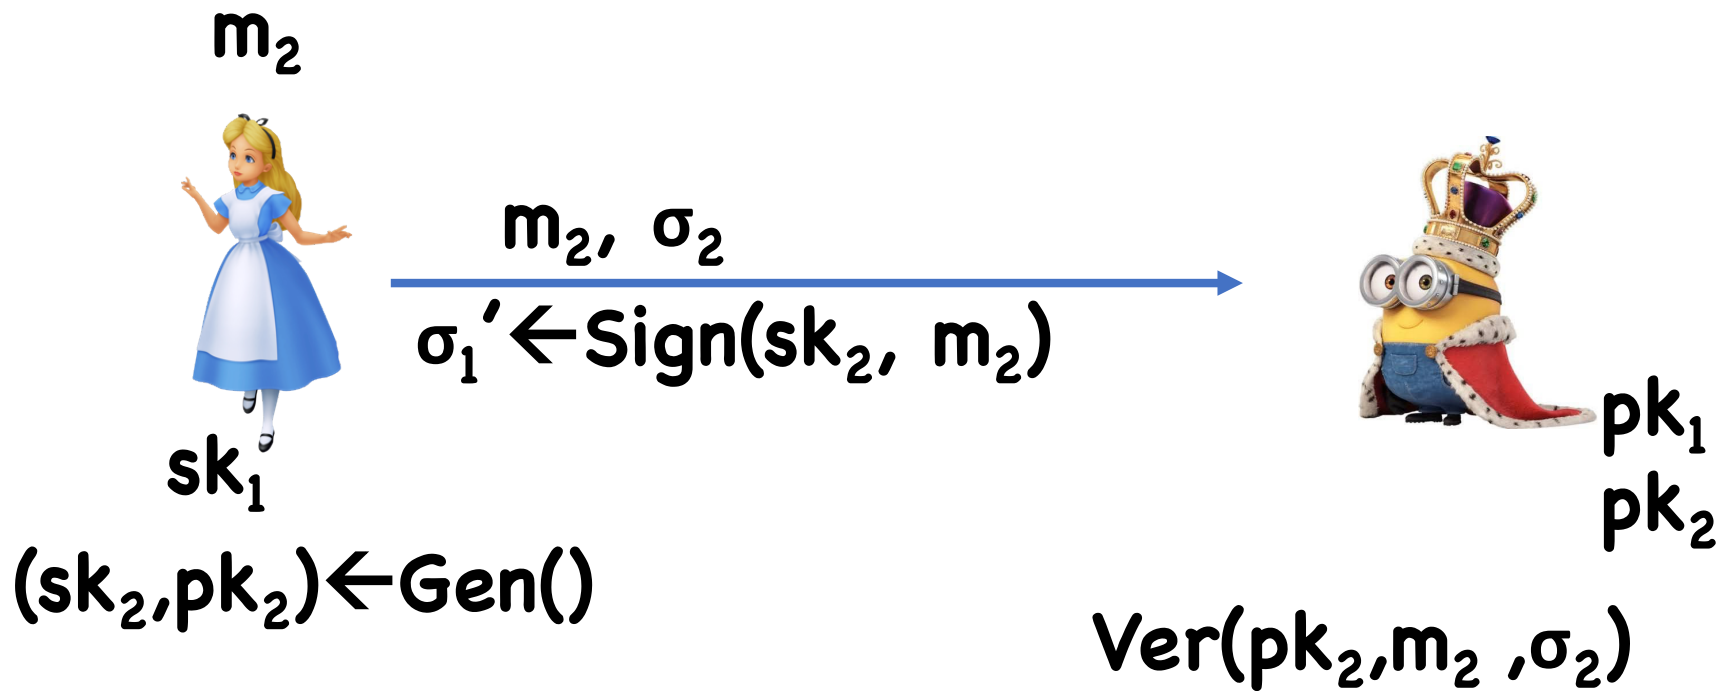 m₂
m₂, σ₂
σ₁′←Sign(sk₂, m₂)
sk₁
pk₁
pk₂
(sk₂,pk₂)←Gen()
Ver(pk₂,m₂ ,σ₂)